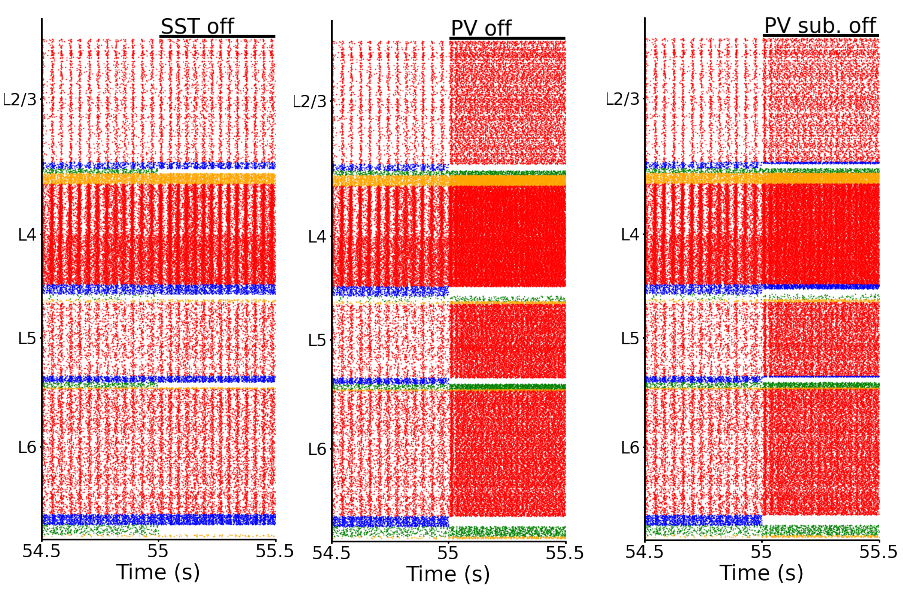 SST off
PV off
PV sub. off
L2/3
L4
L5
L6
54.5 55 55.5
Time (s)
L2/3
L4
L5
L6
54.5 55 55.5
Time (s)
L2/3
L4
L5
L6
54.5 55 55.5
Time (s)